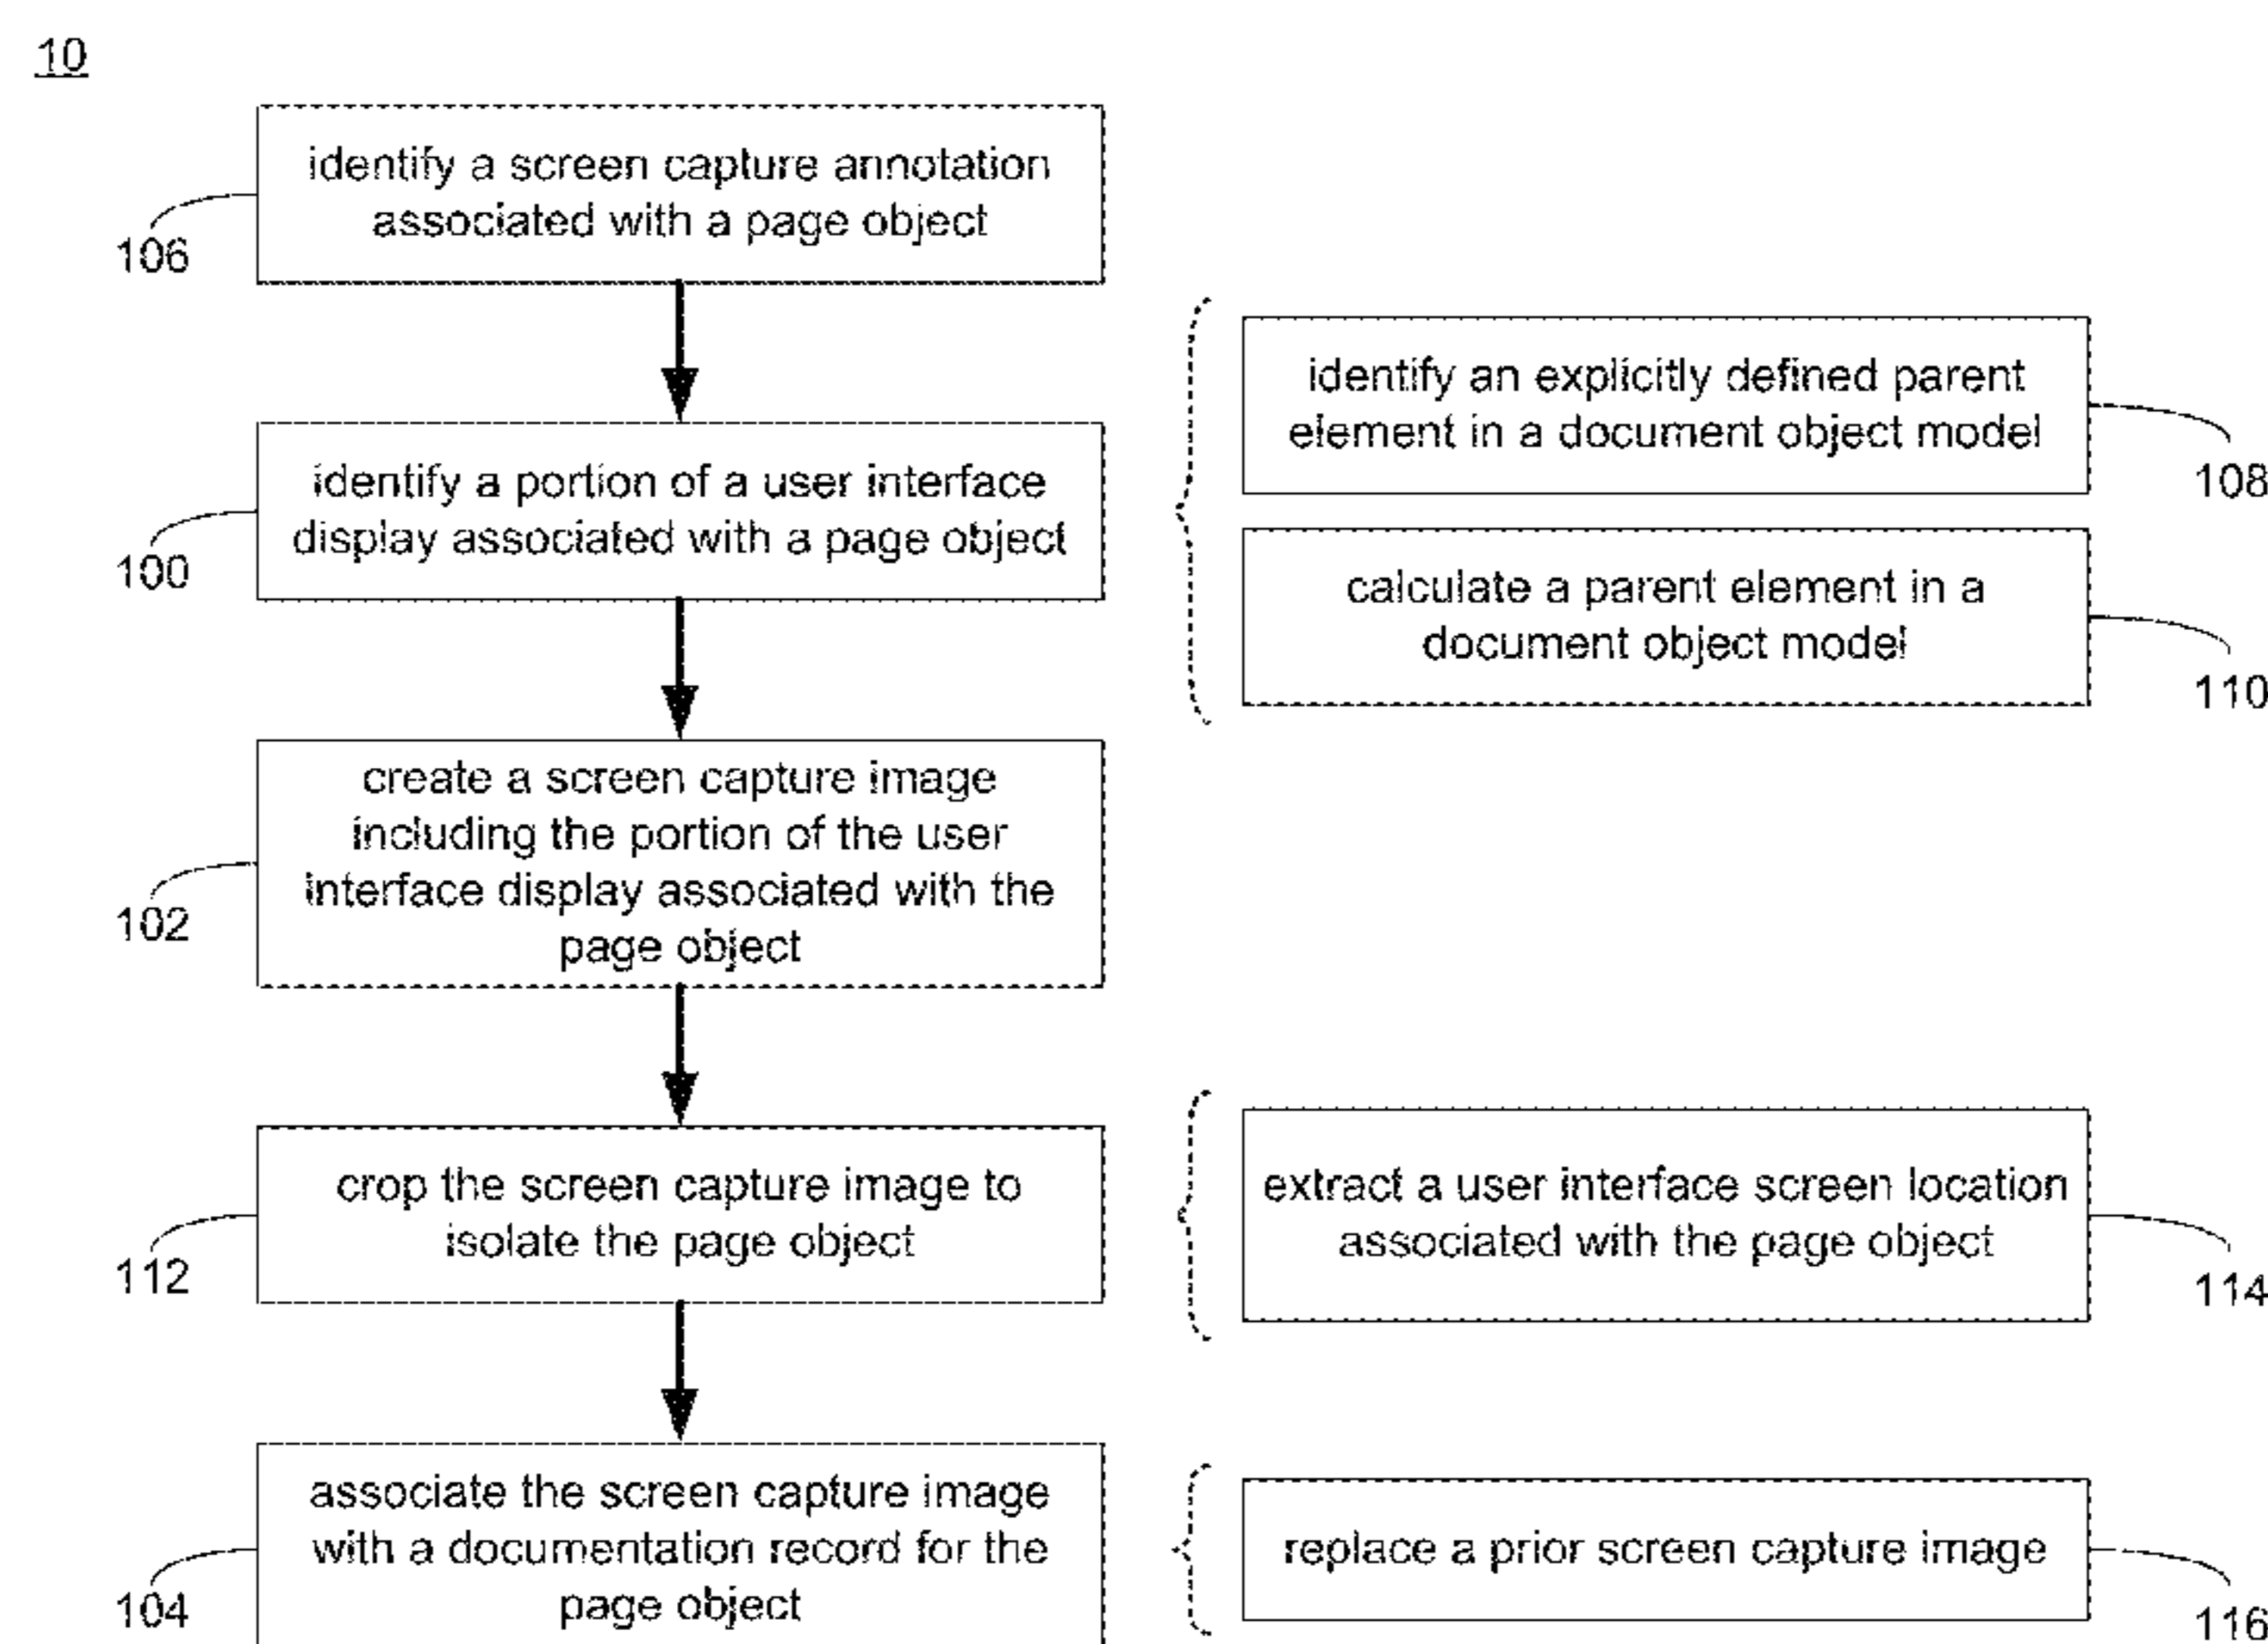 10
identify a screen capture annotation
associated with a page object
106
identify an explicitly defined parent
element in a document object model
108
identify a portion of a user interface
display associated with a page object
100
calculate a parent element in a
document object model
110
create a screen capture image
including the portion of the user
interface display associated with the
page object
102
crop the screen capture image to
isolate the page object
112
extract a user interface screen location
associated with the page object
114
associate the screen capture image
with a documentation record for the
page object
104
replace a prior screen capture image
116